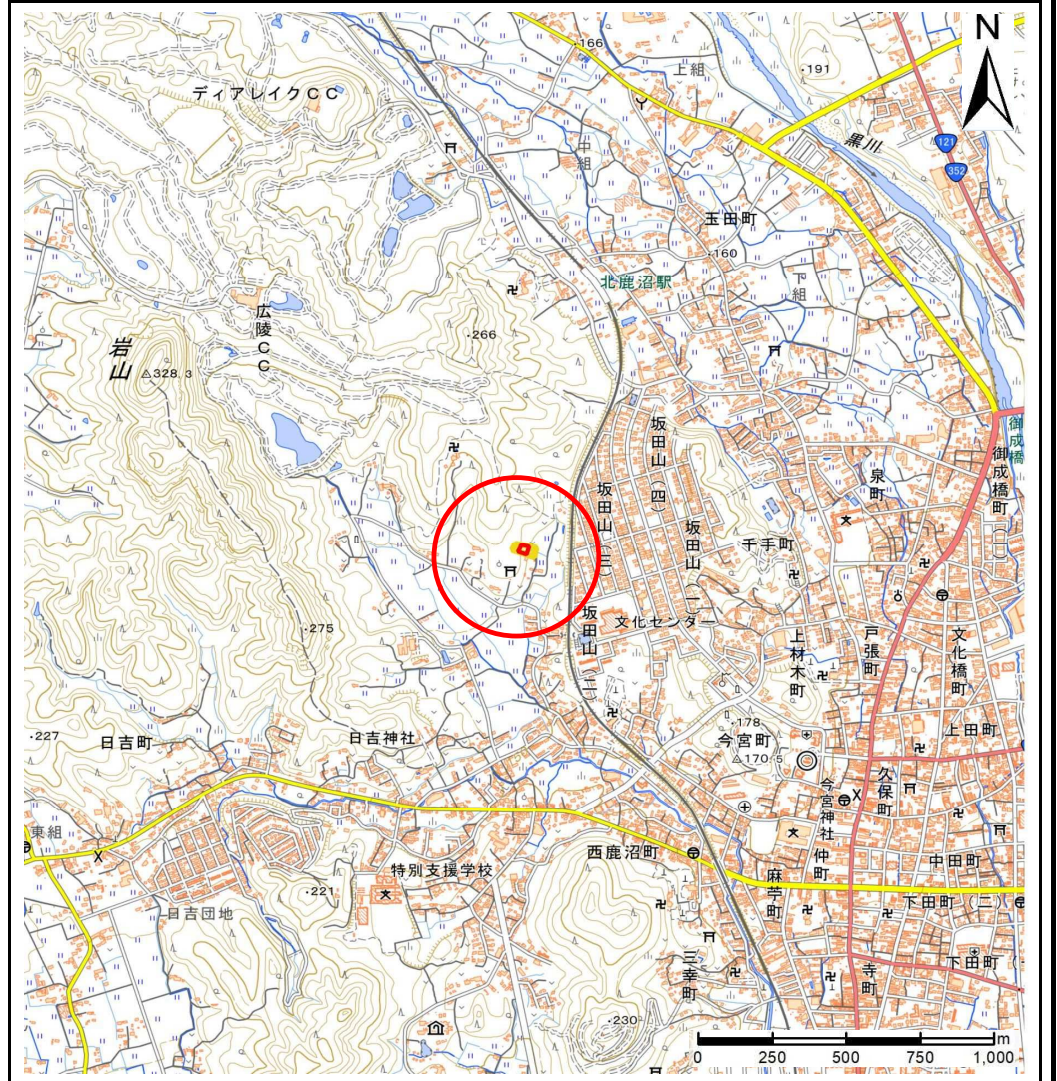 N
ディアレイクCC
・166
上組
・191
黒川
121
352
中組
玉田町
・160
下組
北鹿沼駅
広陵CC
・266
岩山
△328.3
御成橋
御成橋町(二)
坂田山(四)
坂田山(三)
坂田山(一)
坂田山(二)
泉町
千手町
文化センター
上材木町
戸張町
文化橋町
・275
・178
今宮町
△170.5
上田町
・227
日吉町
日吉神社
久保町
今宮神社
仲町
東組
西鹿沼町
特別支援学校
中田町
麻苧町
下田町(二)
・221
日吉団地
三幸町
寺町
下田町
・230
m
0 250 500 750 1,000